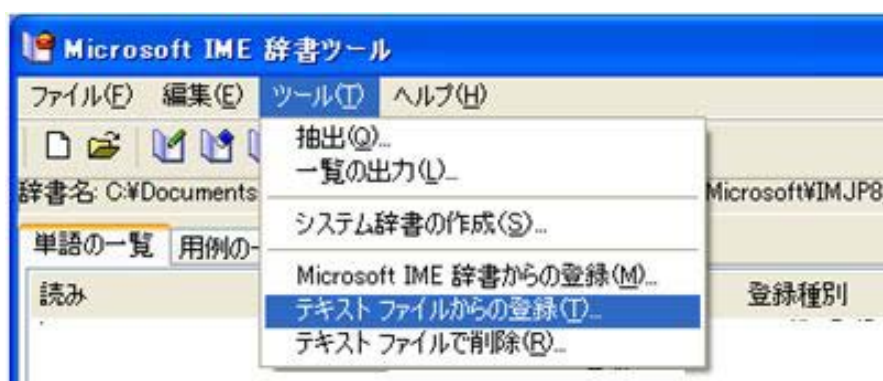 Microsoft IME 辞書ツール
ファイル(F) 編集(E) ツール(T) ヘルプ(H)
抽出(Q)...
一覧の出力(L)...
辞書名: C:¥Documents
Microsoft¥IMJP8
システム辞書の作成(S)...
単語の一覧 用例の一
Microsoft IME 辞書からの登録(M)...
読み
登録種別
テキスト ファイルからの登録(T)...
テキスト ファイルで削除(R)...